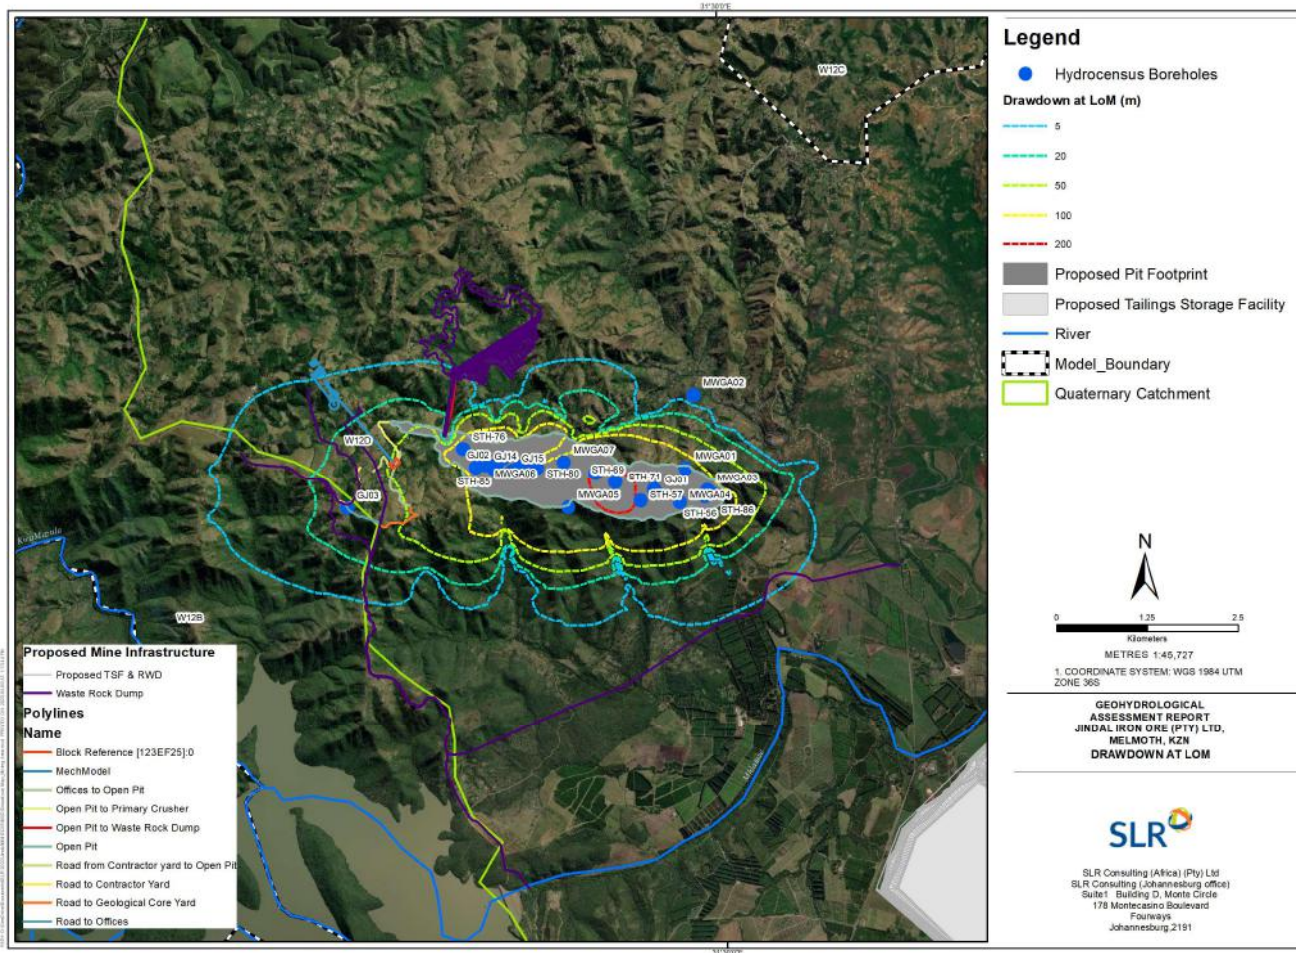 31°30'0"E
W12C
MWGA02
STH-76
W12D
GJ02
GJ14
GJ15
MWGA07
MWGA01
MWGA06
STH-80
STH-69
STH-71
GJ01
MWGA03
STH-85
GJ03
MWGA05
STH-57
MWGA04
STH-56
STH-86
W12B
Legend
Hydrocensus Boreholes
Drawdown at LoM (m)
5
20
50
100
200
Proposed Pit Footprint
Proposed Tailings Storage Facility
River
Model_Boundary
Quaternary Catchment
N
0 1.25 2.5
Kilometers
METRES 1:45,727
1. COORDINATE SYSTEM: WGS 1984 UTM
ZONE 36S
GEOHYDROLOGICAL
ASSESSMENT REPORT
JINDAL IRON ORE (PTY) LTD,
MELMOTH, KZN
DRAWDOWN AT LOM
SLR
SLR Consulting (Africa) (Pty) Ltd
SLR Consulting (Johannesburg office)
Suite1 Building D, Monte Circle
178 Montecasino Boulevard
Fourways
Johannesburg,2191
Proposed Mine Infrastructure
Proposed TSF & RWD
Waste Rock Dump
Polylines
Name
Block Reference [123EF25]:0
MechModel
Offices to Open Pit
Open Pit to Primary Crusher
Open Pit to Waste Rock Dump
Open Pit
Road from Contractor yard to Open Pit
Road to Contractor Yard
Road to Geological Core Yard
Road to Offices